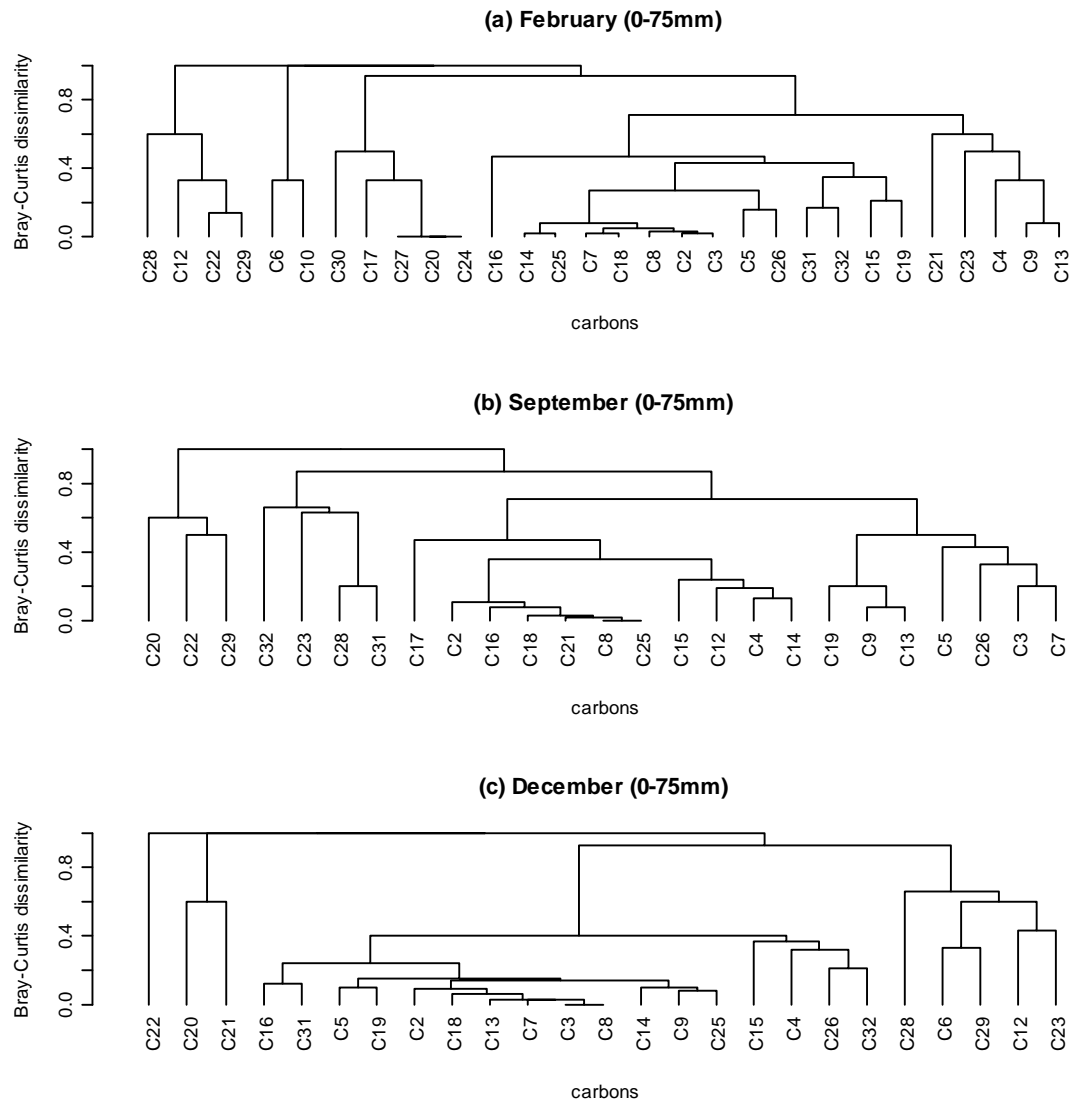 (a) February (0-75mm)
Bray-Curtis dissimilarity
0.0 0.4 0.8
C28 C12 C22 C29 C6 C10 C30 C17 C27 C20 C24 C16 C14 C25 C7 C18 C8 C2 C3 C5 C26 C31 C32 C15 C19 C21 C23 C4 C9 C13
carbons
(b) September (0-75mm)
Bray-Curtis dissimilarity
0.0 0.4 0.8
C20 C22 C29 C32 C23 C28 C31 C17 C2 C16 C18 C21 C8 C25 C15 C12 C4 C14 C19 C9 C13 C5 C26 C3 C7
carbons
(c) December (0-75mm)
Bray-Curtis dissimilarity
0.0 0.4 0.8
C22 C20 C21 C16 C31 C5 C19 C2 C18 C13 C7 C3 C8 C14 C9 C25 C15 C4 C26 C32 C28 C6 C29 C12 C23
carbons